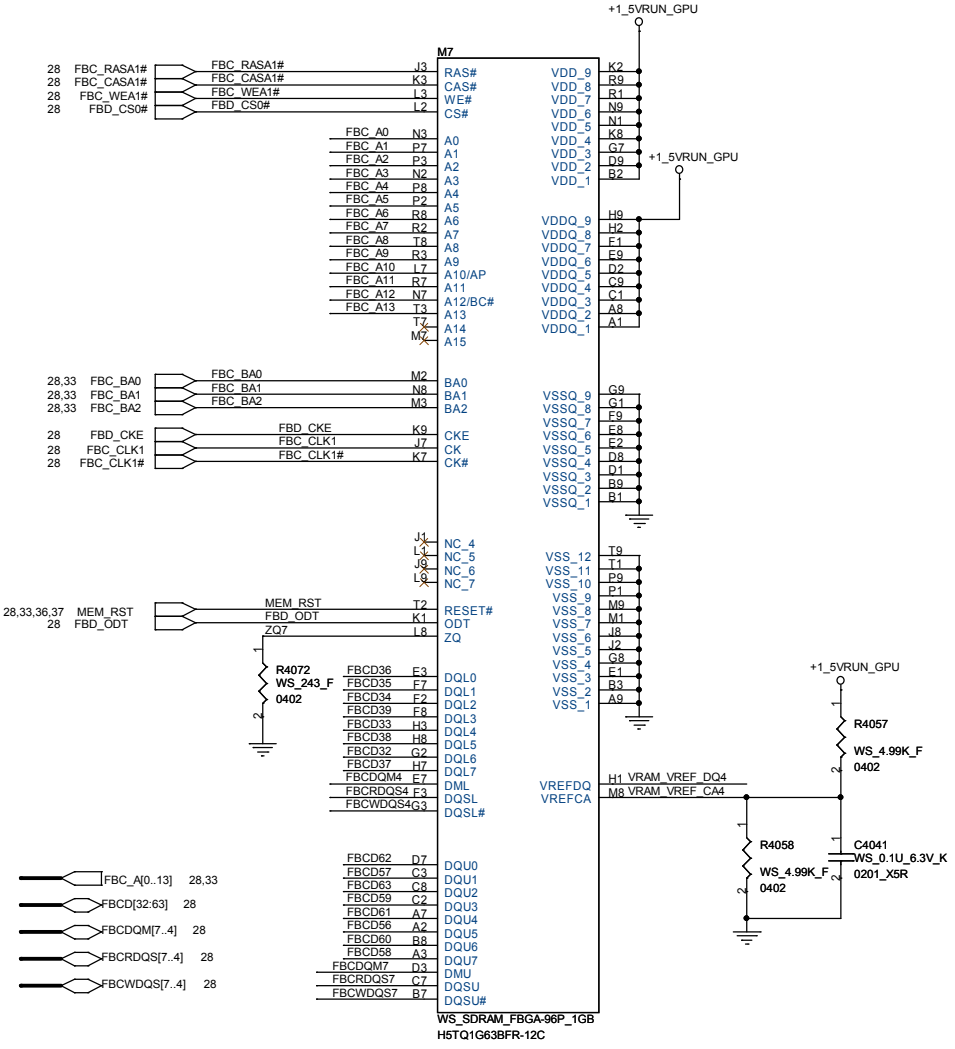 +1_5VRUN_GPU
M7
28 FBC_RASA1# FBC_RASA1# J3 RAS# VDD_9 K2
28 FBC_CASA1# FBC_CASA1# K3 CAS# VDD_8 R9
28 FBC_WEA1# FBC_WEA1# L3 WE# VDD_7 R1
28 FBD_CS0# FBD_CS0# L2 CS# VDD_6 N9
VDD_5 N1
FBC_A0 N3 A0 VDD_4 K8
FBC_A1 P7 A1 VDD_3 G7
FBC_A2 P3 A2 VDD_2 D9
+1_5VRUN_GPU
FBC_A3 N2 A3 VDD_1 B2
FBC_A4 P8 A4
FBC_A5 P2 A5
FBC_A6 R8 A6 VDDQ_9 H9
FBC_A7 R2 A7 VDDQ_8 H2
FBC_A8 T8 A8 VDDQ_7 F1
FBC_A9 R3 A9 VDDQ_6 E9
FBC_A10 L7 A10/AP VDDQ_5 D2
FBC_A11 R7 A11 VDDQ_4 C9
FBC_A12 N7 A12/BC# VDDQ_3 C1
FBC_A13 T3 A13 VDDQ_2 A8
T7 A14 VDDQ_1 A1
M7 A15
28,33 FBC_BA0 FBC_BA0 M2 BA0
28,33 FBC_BA1 FBC_BA1 N8 BA1 VSSQ_9 G9
28,33 FBC_BA2 FBC_BA2 M3 BA2 VSSQ_8 G1
VSSQ_7 F9
28 FBD_CKE FBD_CKE K9 CKE VSSQ_6 E8
28 FBC_CLK1 FBC_CLK1 J7 CK VSSQ_5 E2
28 FBC_CLK1# FBC_CLK1# K7 CK# VSSQ_4 D8
VSSQ_3 D1
VSSQ_2 B9
VSSQ_1 B1
J1 NC_4
L1 NC_5 VSS_12 T9
J9 NC_6 VSS_11 T1
L9 NC_7 VSS_10 P9
VSS_9 P1
28,33,36,37 MEM_RST MEM_RST T2 RESET# VSS_8 M9
28 FBD_ODT FBD_ODT K1 ODT VSS_7 M1
ZQ7 L8 ZQ VSS_6 J8
VSS_5 J2
1 VSS_4 G8
R4072 FBCD36 E3 DQL0 VSS_3 E1
WS_243_F FBCD35 F7 DQL1 VSS_2 B3
0402 FBCD34 F2 DQL2 VSS_1 A9
2 FBCD39 F8 DQL3
FBCD33 H3 DQL4
FBCD38 H8 DQL5
FBCD32 G2 DQL6
FBCD37 H7 DQL7
FBCDQM4 E7 DML VREFDQ H1 VRAM_VREF_DQ4
FBCRDQS4 F3 DQSL VREFCA M8 VRAM_VREF_CA4
FBCWDQS4 G3 DQSL#
+1_5VRUN_GPU
1
R4057
WS_4.99K_F
0402
2
1
R4058
WS_4.99K_F
0402
2
1
C4041
WS_0.1U_6.3V_K
0201_X5R
2
FBCD62 D7 DQU0
FBCD57 C3 DQU1
FBCD63 C8 DQU2
FBCD59 C2 DQU3
FBCD61 A7 DQU4
FBCD56 A2 DQU5
FBCD60 B8 DQU6
FBCD58 A3 DQU7
FBCDQM7 D3 DMU
FBCRDQS7 C7 DQSU
FBCWDQS7 B7 DQSU#
FBC_A[0..13] 28,33
FBCD[32:63] 28
FBCDQM[7..4] 28
FBCRDQS[7..4] 28
FBCWDQS[7..4] 28
WS_SDRAM_FBGA-96P_1GB
H5TQ1G63BFR-12C